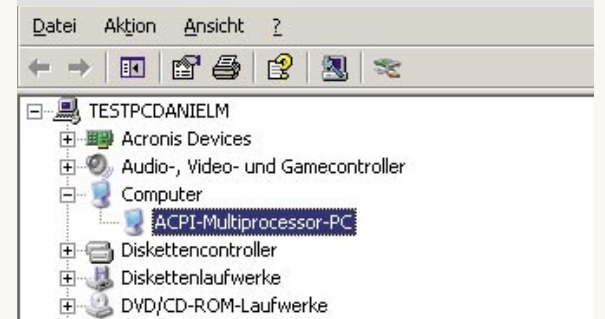 Datei Aktion Ansicht ?
TESTPCDANIELM
Acronis Devices
Audio-, Video- und Gamecontroller
Computer
ACPI-Multiprocessor-PC
Diskettencontroller
Diskettenlaufwerke
DVD/CD-ROM-Laufwerke